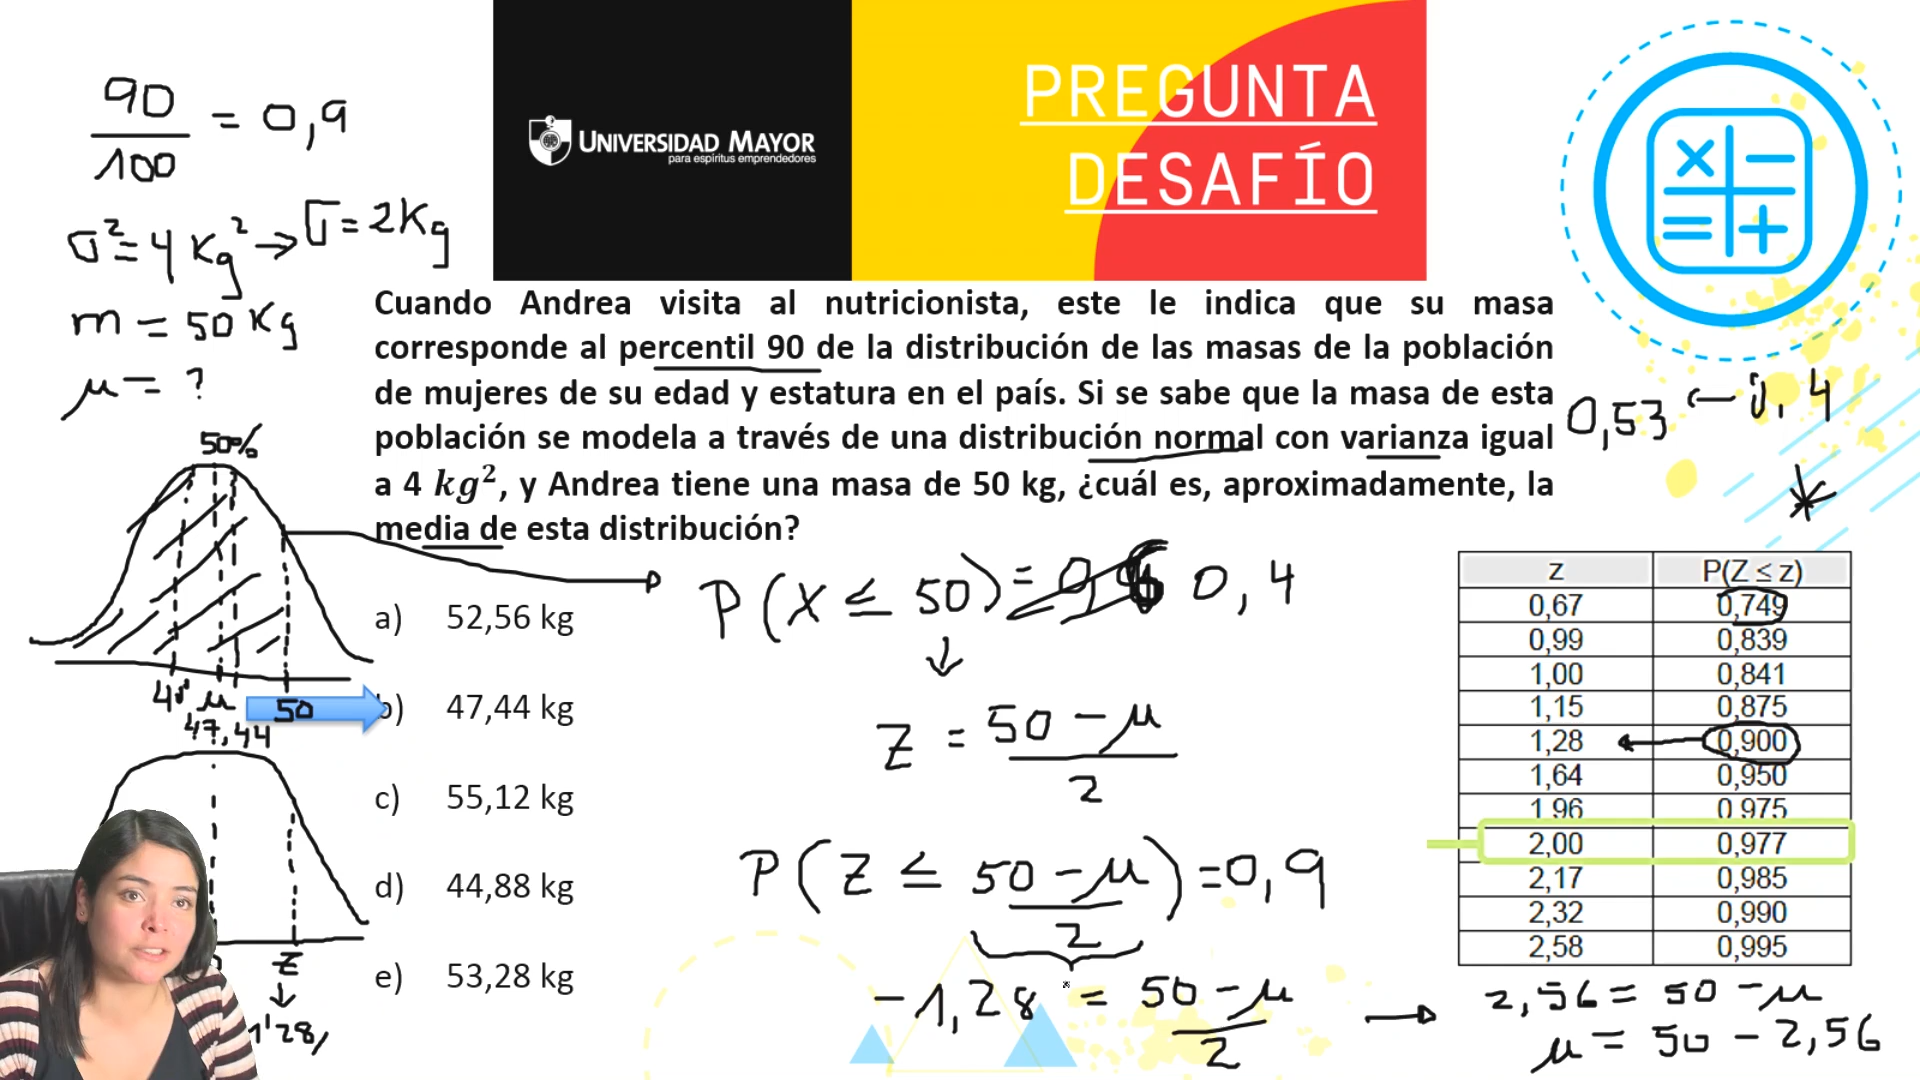 90
100
= 0,9
σ² = 4 Kg² → σ = 2 Kg
m = 50 Kg
μ = ?
UNIVERSIDAD MAYOR
para espíritus emprendedores
PREGUNTA
DESAFÍO
Cuando Andrea visita al nutricionista, este le indica que su masa
corresponde al percentil 90 de la distribución de las masas de la población
de mujeres de su edad y estatura en el país. Si se sabe que la masa de esta
población se modela a través de una distribución normal con varianza igual
a 4 kg², y Andrea tiene una masa de 50 kg, ¿cuál es, aproximadamente, la
media de esta distribución?
0,53 ← 0,4
*
50%
μ
50
47,44
z
↓
1'28,
a) 52,56 kg
b) 47,44 kg
c) 55,12 kg
d) 44,88 kg
e) 53,28 kg
P(X ≤ 50) = 0,4
↓
Z = 50 - μ
2
P(Z ≤ 50 - μ) = 0,9
2
-1,28 = 50 - μ →
2
z P(Z ≤ z)
0,67 0,749
0,99 0,839
1,00 0,841
1,15 0,875
1,28 0,900
1,64 0,950
1,96 0,975
2,00 0,977
2,17 0,985
2,32 0,990
2,58 0,995
2,56 = 50 - μ
μ = 50 - 2,56